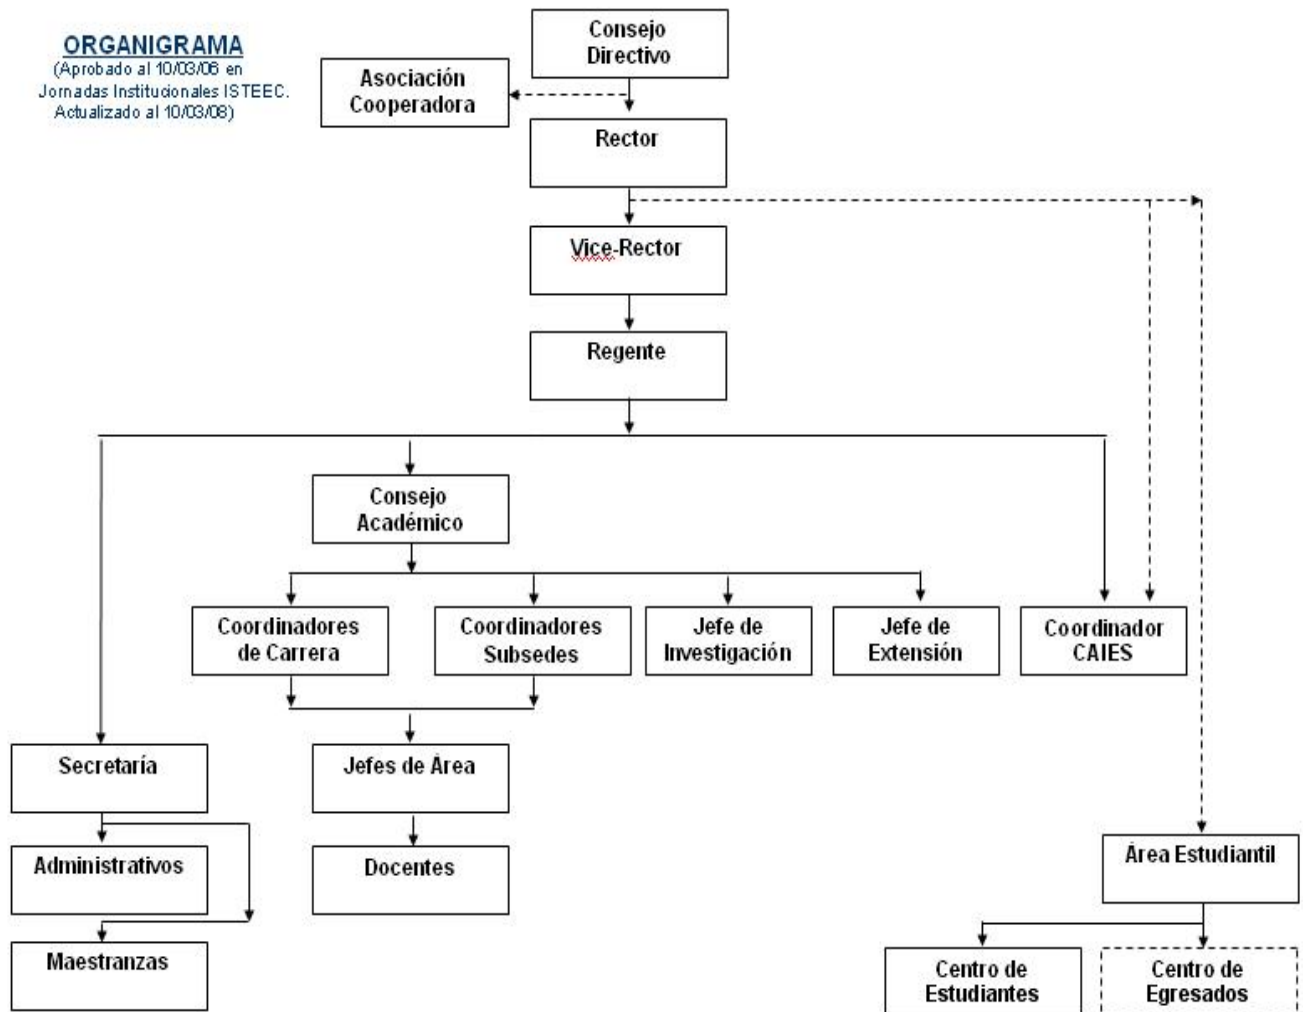 ORGANIGRAMA
(Aprobado al 10/03/06 en
Jornadas Institucionales ISTEEC.
Actualizado al 10/03/08)
Consejo
Directivo
Asociación
Cooperadora
Rector
Vice-Rector
Regente
Consejo
Académico
Coordinadores
de Carrera
Coordinadores
Subsedes
Jefe de
Investigación
Jefe de
Extensión
Coordinador
CAIES
Secretaría
Jefes de Área
Administrativos
Docentes
Área Estudiantil
Maestranzas
Centro de
Estudiantes
Centro de
Egresados